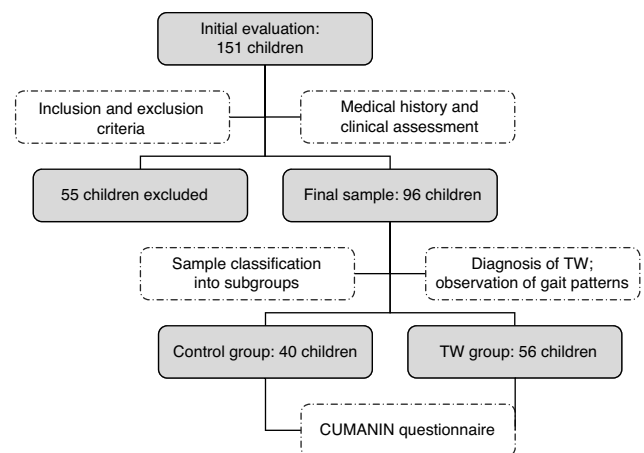 Initial evaluation:
151 children
Inclusion and exclusion
criteria
Medical history and
clinical assessment
55 children excluded
Final sample: 96 children
Sample classification
into subgroups
Diagnosis of TW;
observation of gait patterns
Control group: 40 children
TW group: 56 children
CUMANIN questionnaire